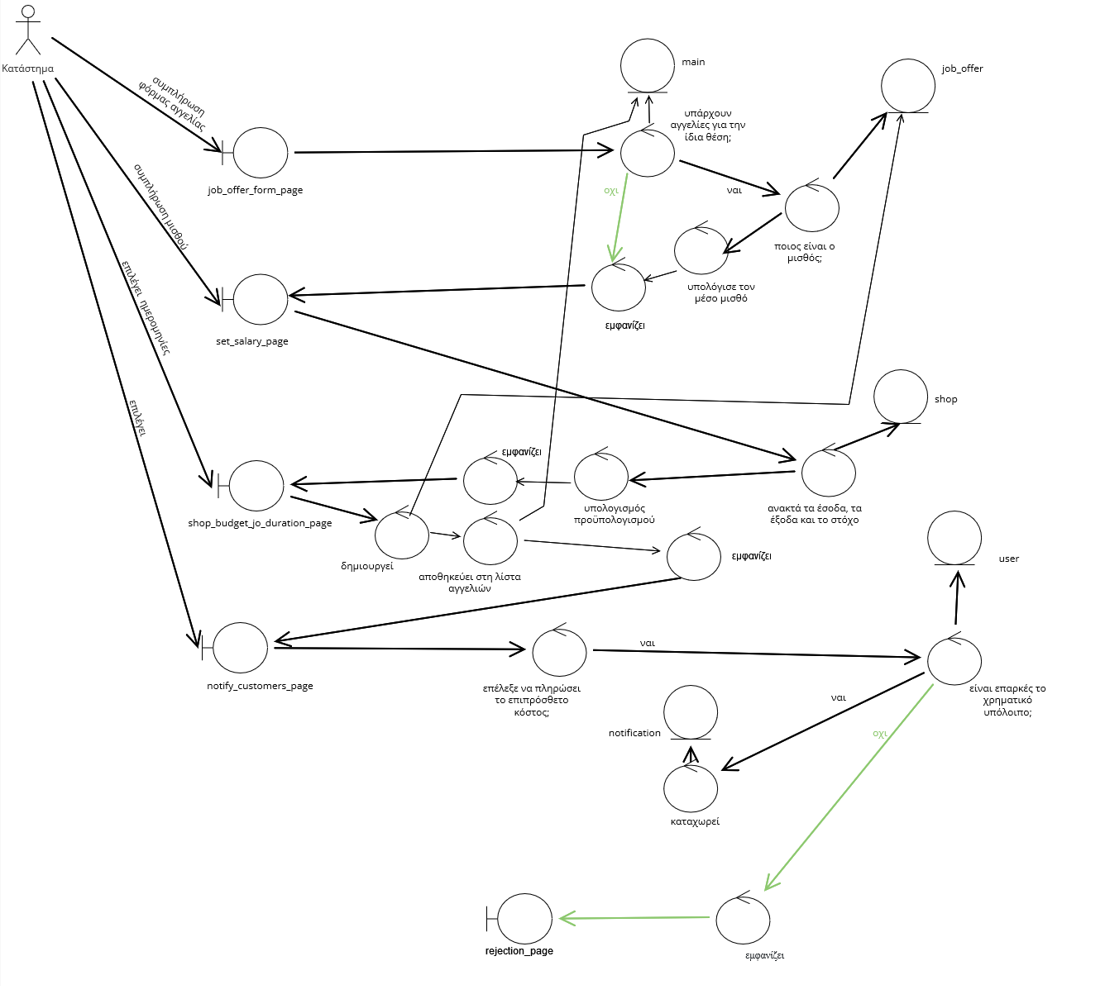 Κατάστημα
συμπλήρωση
φόρμας αγγελίας
job_offer_form_page
main
υπάρχουν
αγγελίες για την
ίδια θέση;
job_offer
οχι
ναι
ποιος είναι ο
μισθός;
υπολόγισε τον
μέσο μισθό
εμφανίζει
συμπλήρωση μισθού
set_salary_page
επιλέγει ημερομηνίες
shop
επιλέγει
εμφανίζει
υπολογισμός
προϋπολογισμού
ανακτά τα έσοδα, τα
έξοδα και το στόχο
shop_budget_jo_duration_page
δημιουργεί
αποθηκεύει στη λίστα
αγγελιών
εμφανίζει
user
notify_customers_page
επέλεξε να πληρώσει
το επιπρόσθετο
κόστος;
ναι
είναι επαρκές το
χρηματικό
υπόλοιπο;
ναι
οχι
notification
καταχωρεί
rejection_page
εμφανίζει